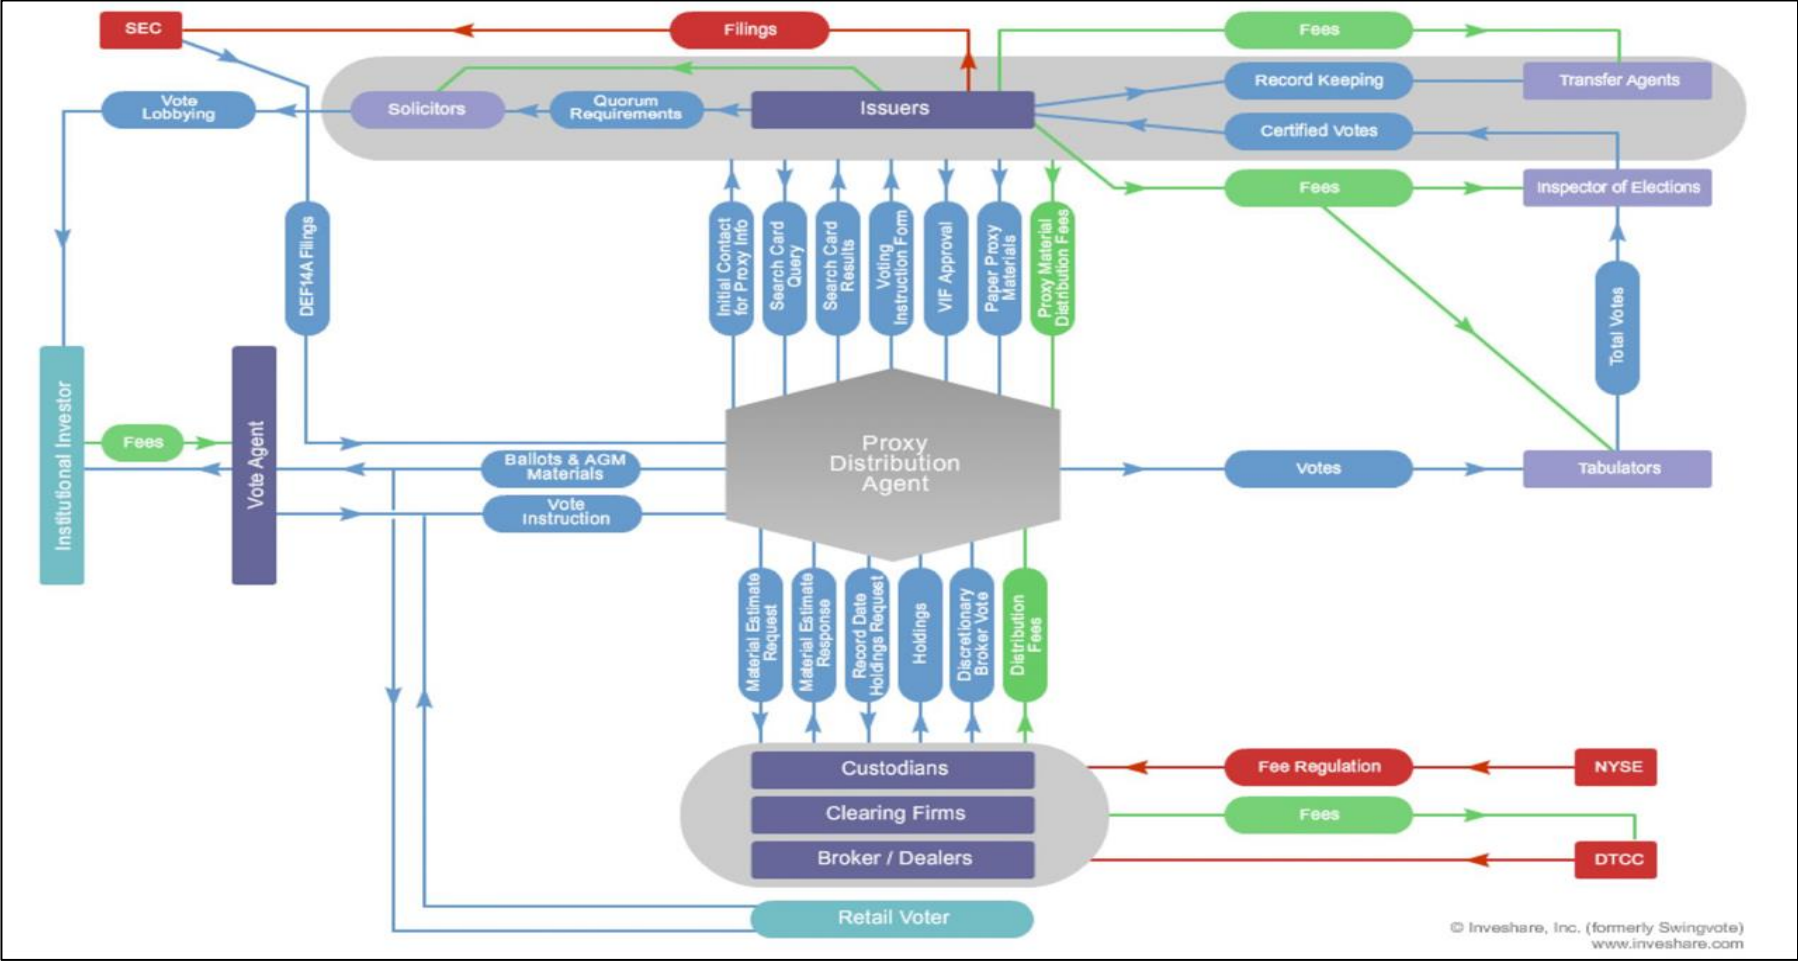 SEC
Filings
Fees
Vote
Lobbying
Solicitors
Quorum
Requirements
Issuers
Record Keeping
Transfer Agents
Certified Votes
Fees
Inspector of Elections
DEF14A Filings
Initial Contact
for Proxy Info
Search Card
Query
Search Card
Results
Voting
Instruction Form
VIF Approval
Paper Proxy
Materials
Proxy Material
Distribution Fees
Total Votes
Institutional Investor
Fees
Vote Agent
Ballots & AGM
Materials
Vote
Instruction
Proxy
Distribution
Agent
Votes
Tabulators
Material Estimate
Request
Material Estimate
Response
Record Date
Holdings Request
Holdings
Discretionary
Broker Vote
Distribution
Fees
Custodians
Clearing Firms
Broker / Dealers
Fee Regulation
NYSE
Fees
DTCC
Retail Voter
© Inveshare, Inc. (formerly Swingvote)
www.inveshare.com